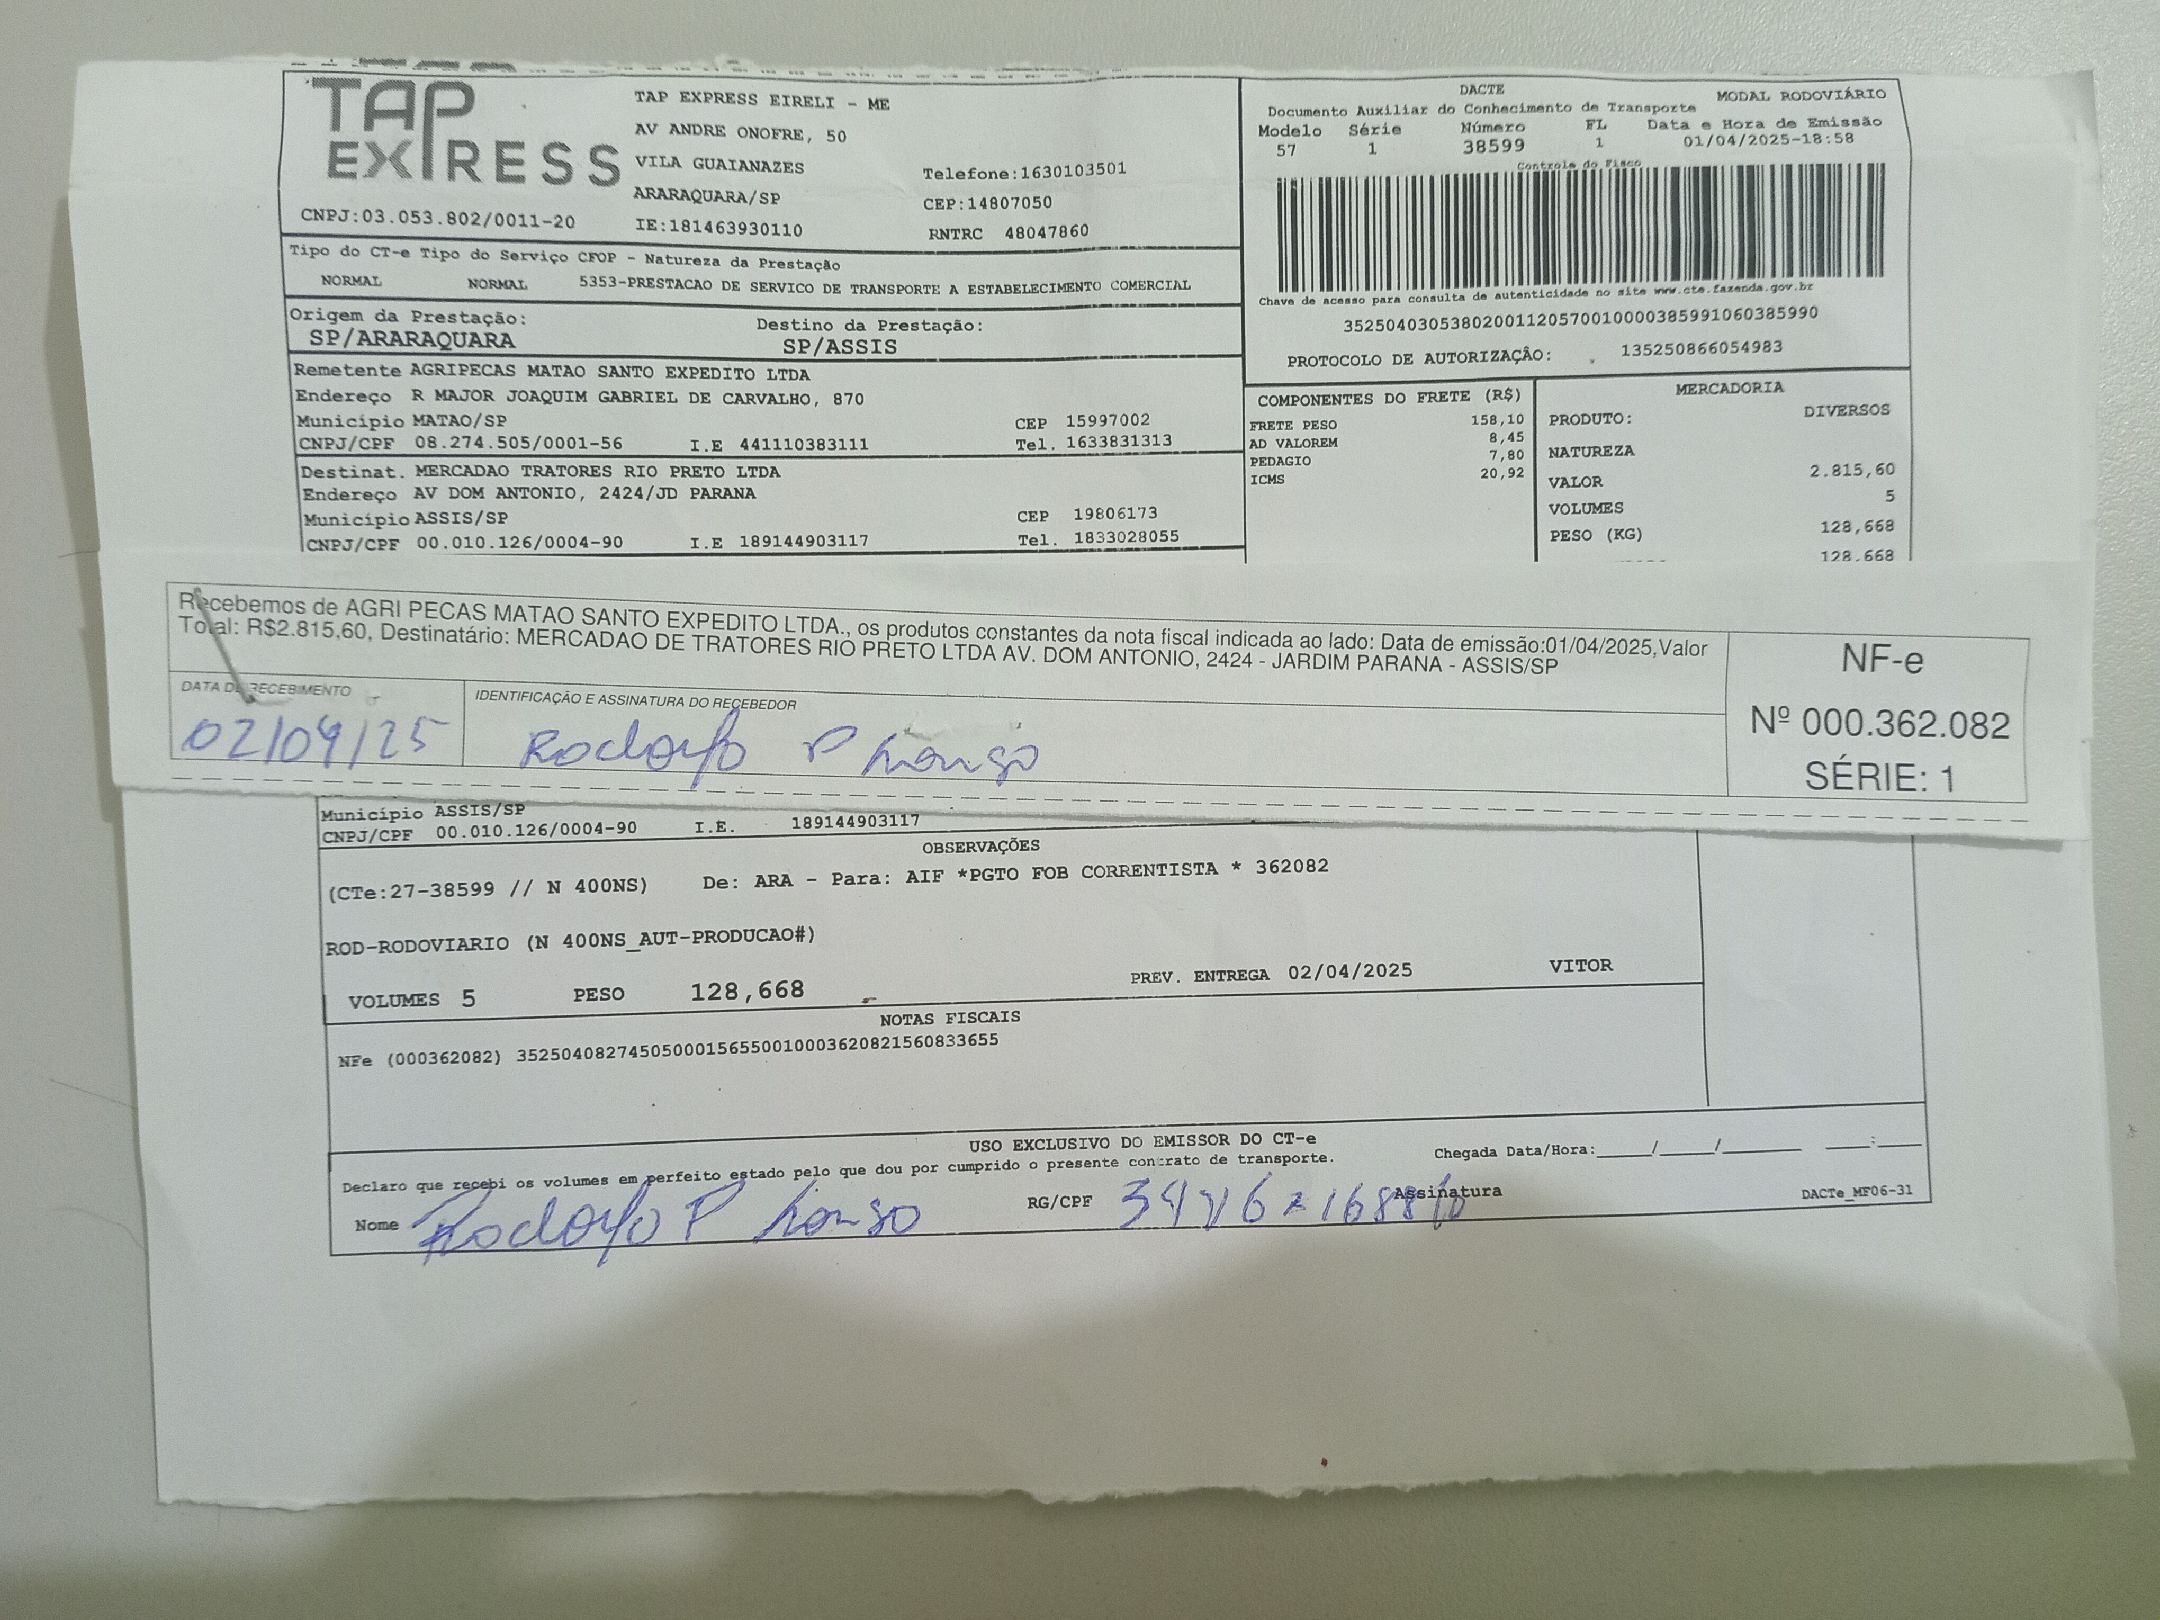 TAP EXPRESS
TAP EXPRESS EIRELI - ME
AV ANDRE ONOFRE, 50
VILA GUAIANAZES
Telefone:1630103501
ARARAQUARA/SP
CEP:14807050
CNPJ:03.053.802/0011-20
IE:181463930110
RNTRC 48047860
DACTE
MODAL RODOVIÁRIO
Documento Auxiliar do Conhecimento de Transporte
Modelo Série Número FL Data e Hora de Emissão
57 1 38599 1 01/04/2025-18:58
Controle do Fisco
Chave de acesso para consulta de autenticidade no site www.cte.fazenda.gov.br
35250403053802001120570010000385991060385990
PROTOCOLO DE AUTORIZAÇÃO: 135250866054983
Tipo do CT-e Tipo do Serviço CFOP - Natureza da Prestação
NORMAL NORMAL 5353-PRESTACAO DE SERVICO DE TRANSPORTE A ESTABELECIMENTO COMERCIAL
Origem da Prestação: Destino da Prestação:
SP/ARARAQUARA SP/ASSIS
Remetente AGRIPECAS MATAO SANTO EXPEDITO LTDA
Endereço R MAJOR JOAQUIM GABRIEL DE CARVALHO, 870
Município MATAO/SP CEP 15997002
CNPJ/CPF 08.274.505/0001-56 I.E 441110383111 Tel. 1633831313
Destinat. MERCADAO TRATORES RIO PRETO LTDA
Endereço AV DOM ANTONIO, 2424/JD PARANA
Município ASSIS/SP CEP 19806173
CNPJ/CPF 00.010.126/0004-90 I.E 189144903117 Tel. 1833028055
COMPONENTES DO FRETE (R$)
FRETE PESO 158,10
AD VALOREM 8,45
PEDAGIO 7,80
ICMS 20,92
MERCADORIA
PRODUTO: DIVERSOS
NATUREZA
VALOR 2.815,60
VOLUMES 5
PESO (KG) 128,668
128.668
Recebemos de AGRI PECAS MATAO SANTO EXPEDITO LTDA., os produtos constantes da nota fiscal indicada ao lado: Data de emissão:01/04/2025,Valor
Total: R$2.815,60, Destinatário: MERCADAO DE TRATORES RIO PRETO LTDA AV. DOM ANTONIO, 2424 - JARDIM PARANA - ASSIS/SP
DATA DE RECEBIMENTO
02/04/25
IDENTIFICAÇÃO E ASSINATURA DO RECEBEDOR
Rodolfo P
NF-e
Nº 000.362.082
SÉRIE: 1
Município ASSIS/SP
CNPJ/CPF 00.010.126/0004-90 I.E. 189144903117
OBSERVAÇÕES
(CTe:27-38599 // N 400NS) De: ARA - Para: AIF *PGTO FOB CORRENTISTA * 362082
ROD-RODOVIARIO (N 400NS_AUT-PRODUCAO#)
VOLUMES 5 PESO 128,668 PREV. ENTREGA 02/04/2025 VITOR
NOTAS FISCAIS
NFe (000362082) 35250408274505000156550010003620821560833655
USO EXCLUSIVO DO EMISSOR DO CT-e
Declaro que recebi os volumes em perfeito estado pelo que dou por cumprido o presente contrato de transporte.
Chegada Data/Hora:_____/_____/_______ ____:____
Nome Rodolfo P
RG/CPF
Assinatura
DACTe_MF06-31